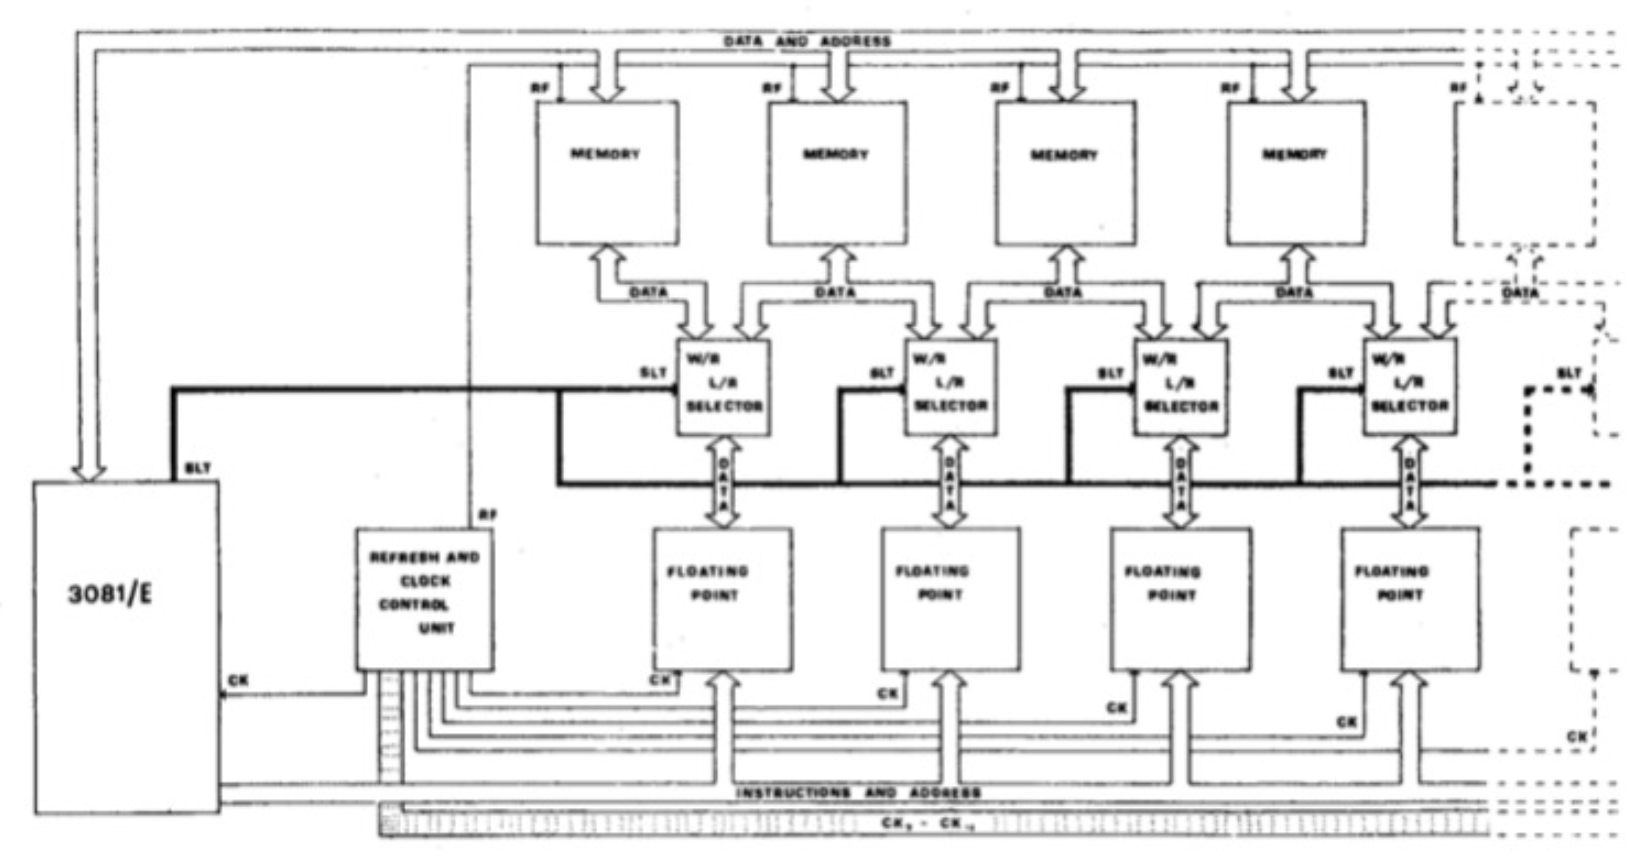 DATA AND ADDRESS
RF RF RF RF RF
MEMORY MEMORY MEMORY MEMORY
DATA DATA DATA DATA DATA
W/R W/R W/R W/R
SLT L/R SLT L/R SLT L/R SLT L/R SLT
SELECTOR SELECTOR SELECTOR SELECTOR
SLT
DATA DATA DATA DATA
RF
3081/E
REFRESH AND
CLOCK
CONTROL
UNIT
FLOATING FLOATING FLOATING FLOATING
POINT POINT POINT POINT
CK CK CK CK CK CK
INSTRUCTIONS AND ADDRESS